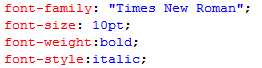 font-family: "Times New Roman";
font-size: 10pt;
font-weight:bold;
font-style:italic;